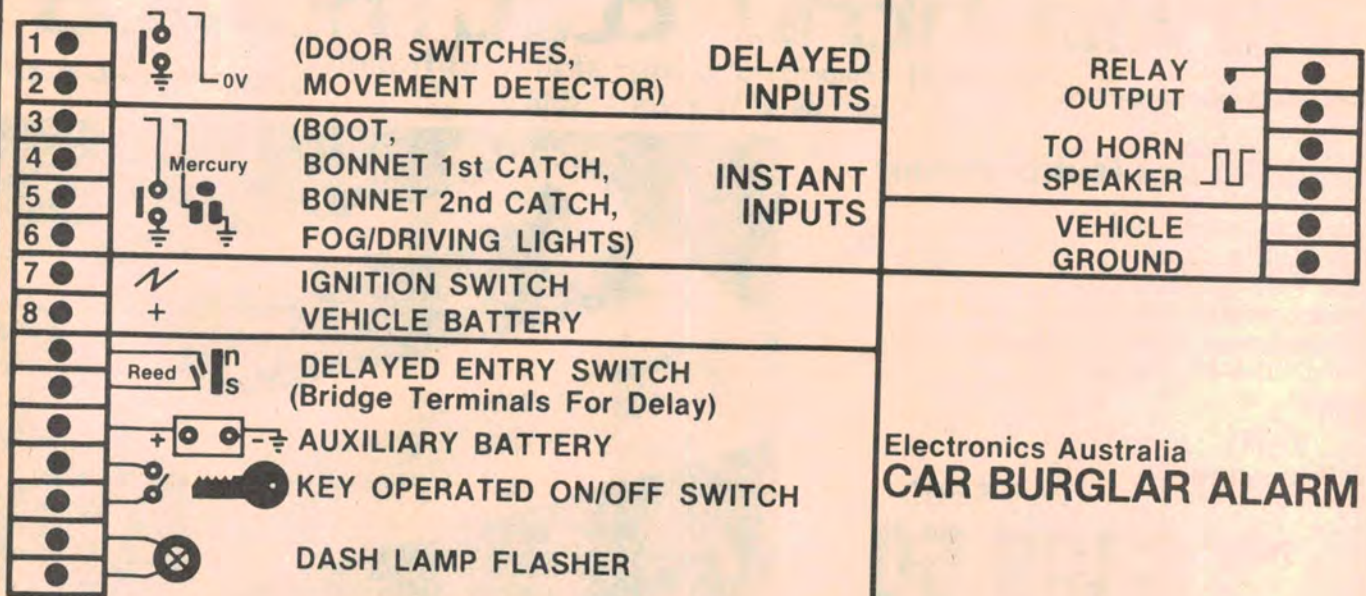 1
2
0V
(DOOR SWITCHES,
MOVEMENT DETECTOR)
DELAYED
INPUTS
3
4
5
6
Mercury
(BOOT,
BONNET 1st CATCH,
BONNET 2nd CATCH,
FOG/DRIVING LIGHTS)
INSTANT
INPUTS
7
IGNITION SWITCH
8
+
VEHICLE BATTERY
Reed
n
s
DELAYED ENTRY SWITCH
(Bridge Terminals For Delay)
+ -
AUXILIARY BATTERY
KEY OPERATED ON/OFF SWITCH
DASH LAMP FLASHER
RELAY
OUTPUT
TO HORN
SPEAKER
VEHICLE
GROUND
Electronics Australia
CAR BURGLAR ALARM